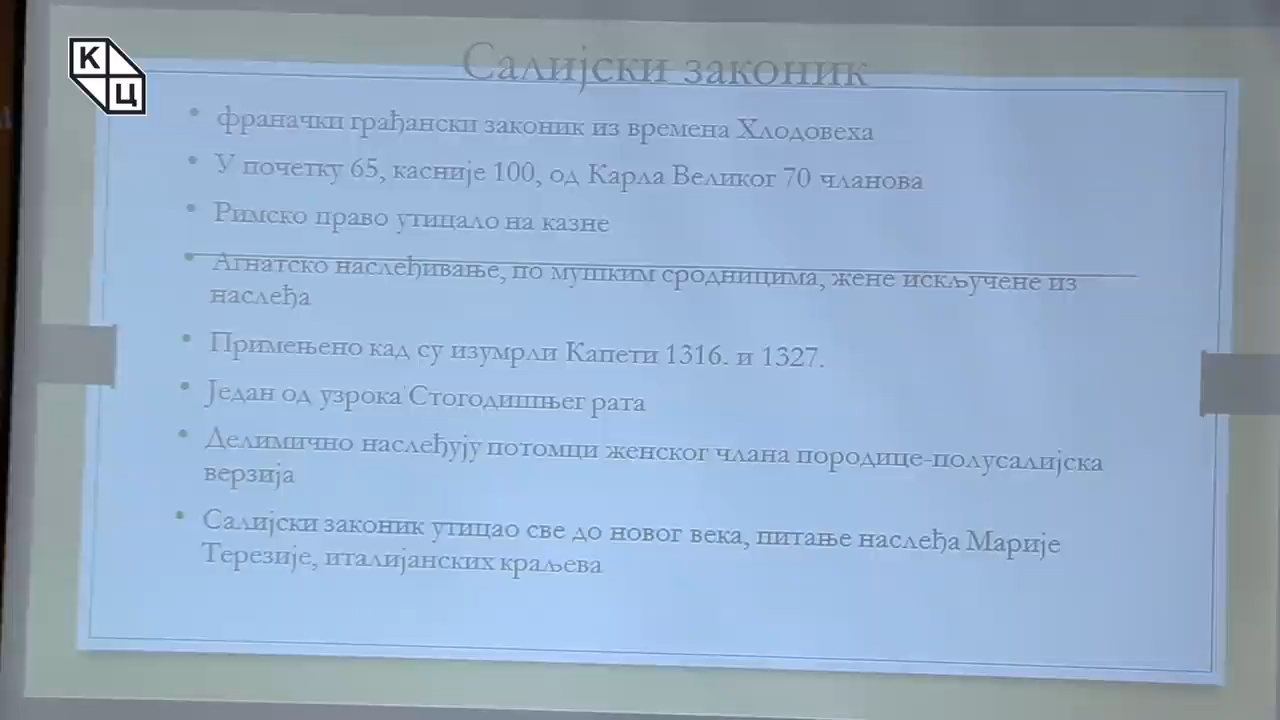 К
Ц
Салијски законик
• франачки грађански законик из времена Хлодовеха
• У почетку 65, касније 100, од Карла Великог 70 чланова
• Римско право утицало на казне
• Агнатско наслеђивање, по мушким сродницима, жене искључене из
наслеђа
• Примењено кад су изумрли Капети 1316. и 1327.
• Један од узрока Стогодишњег рата
• Делимично наслеђују потомци женског члана породице-полусалијска
верзија
• Салијски законик утицао све до новог века, питање наслеђа Марије
Терезије, италијанских краљева